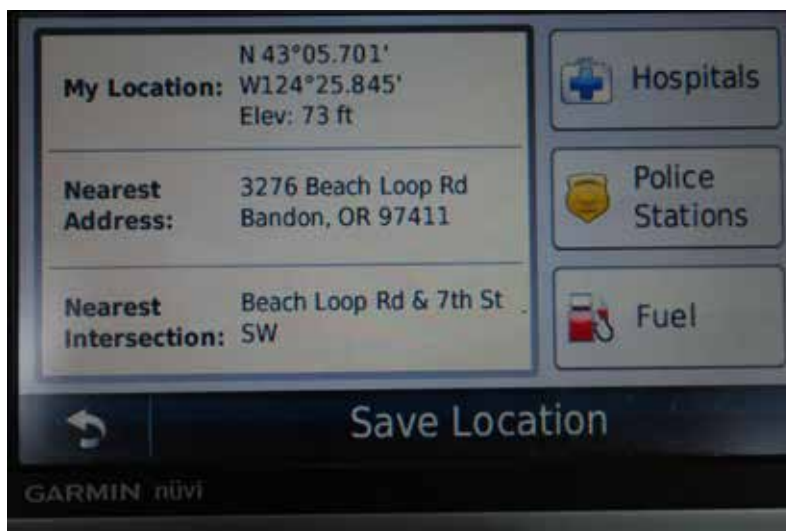 My Location:
N 43°05.701'
W124°25.845'
Elev: 73 ft
Nearest
Address:
3276 Beach Loop Rd
Bandon, OR 97411
Nearest
Intersection:
Beach Loop Rd & 7th St
SW
Hospitals
Police
Stations
Fuel
Save Location
GARMIN nüvi